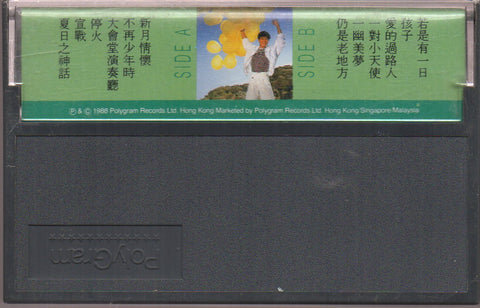 SIDE A
新月情懷
不再少年時
大會堂演奏廳
停火
宣戰
夏日之神話
SIDE B
若是有一日
孩子
愛的過路人
一對小天使
一幽美夢
仍是老地方
℗ & © 1988 Polygram Records Ltd. Hong Kong/Marketed by Polygram Records Ltd. Hong Kong/Singapore/Malaysia
PolyGram